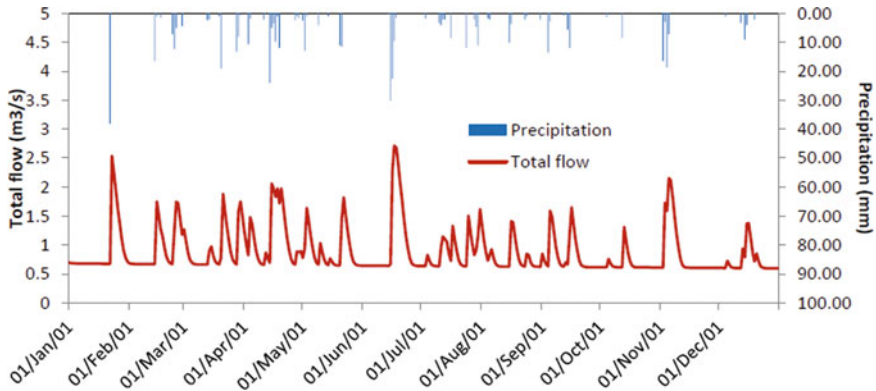 Total flow (m3/s)
5
4.5
4
3.5
3
2.5
2
1.5
1
0.5
0
Precipitation
Total flow
0.00
10.00
20.00
30.00
40.00
50.00
60.00
70.00
80.00
90.00
100.00
Precipitation (mm)
01/Jan/01
01/Feb/01
01/Mar/01
01/Apr/01
01/May/01
01/Jun/01
01/Jul/01
01/Aug/01
01/Sep/01
01/Oct/01
01/Nov/01
01/Dec/01